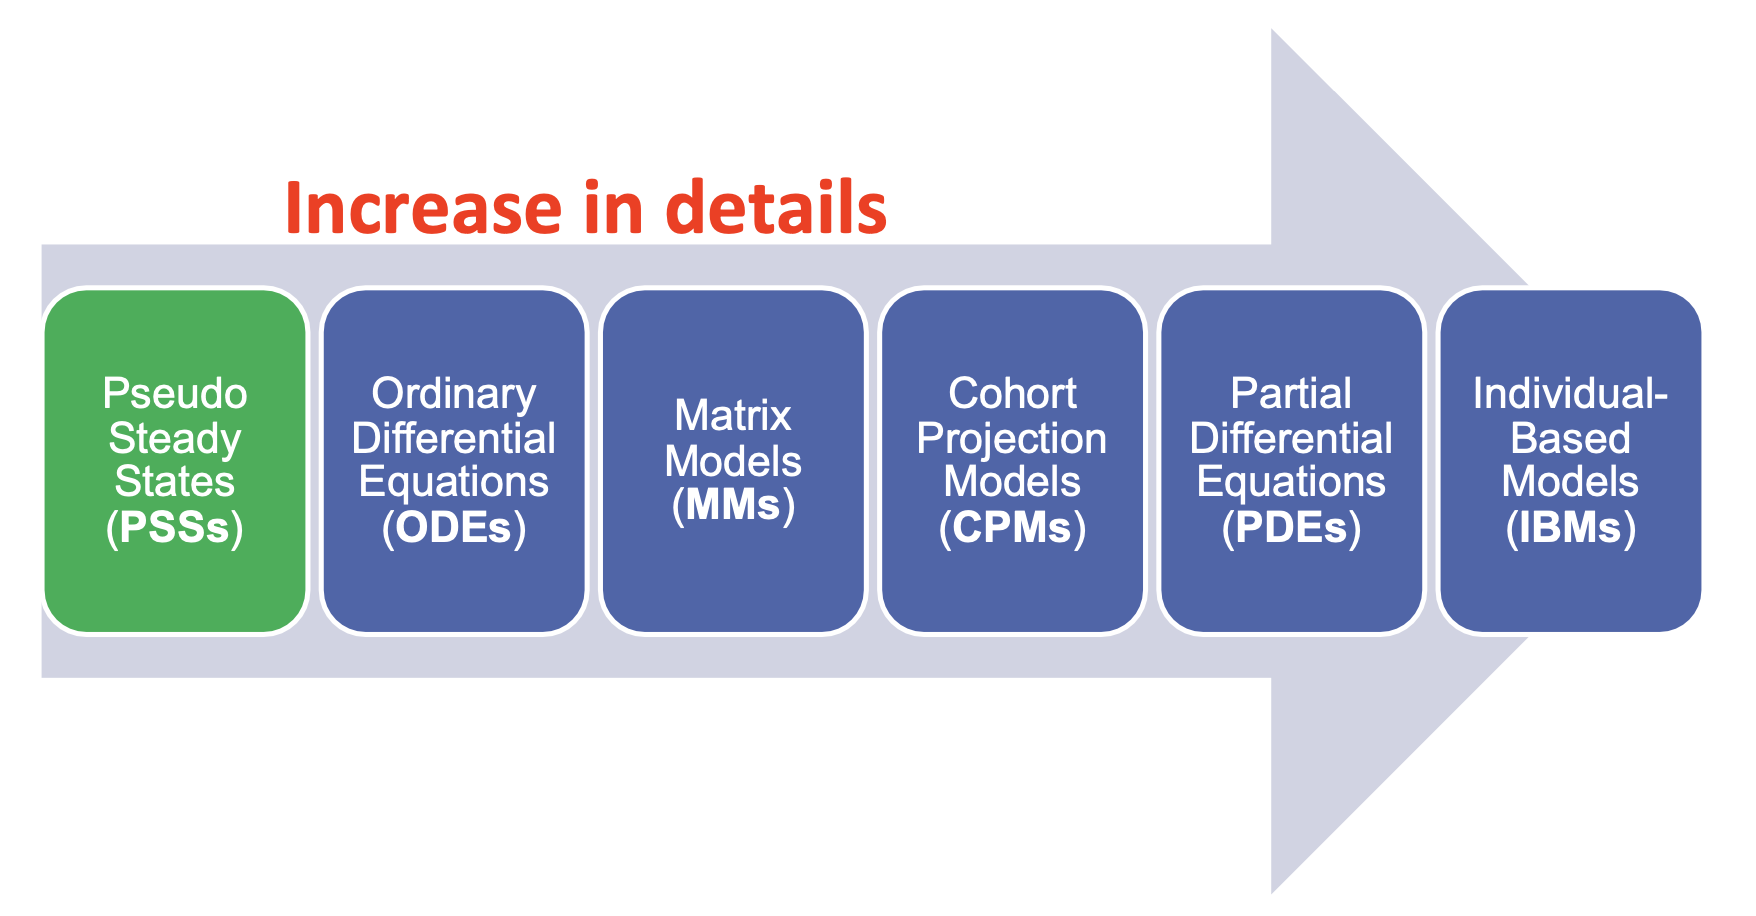 Increase in details
Pseudo
Steady
States
(PSSs)
Ordinary
Differential
Equations
(ODEs)
Matrix
Models
(MMs)
Cohort
Projection
Models
(CPMs)
Partial
Differential
Equations
(PDEs)
Individual-
Based
Models
(IBMs)